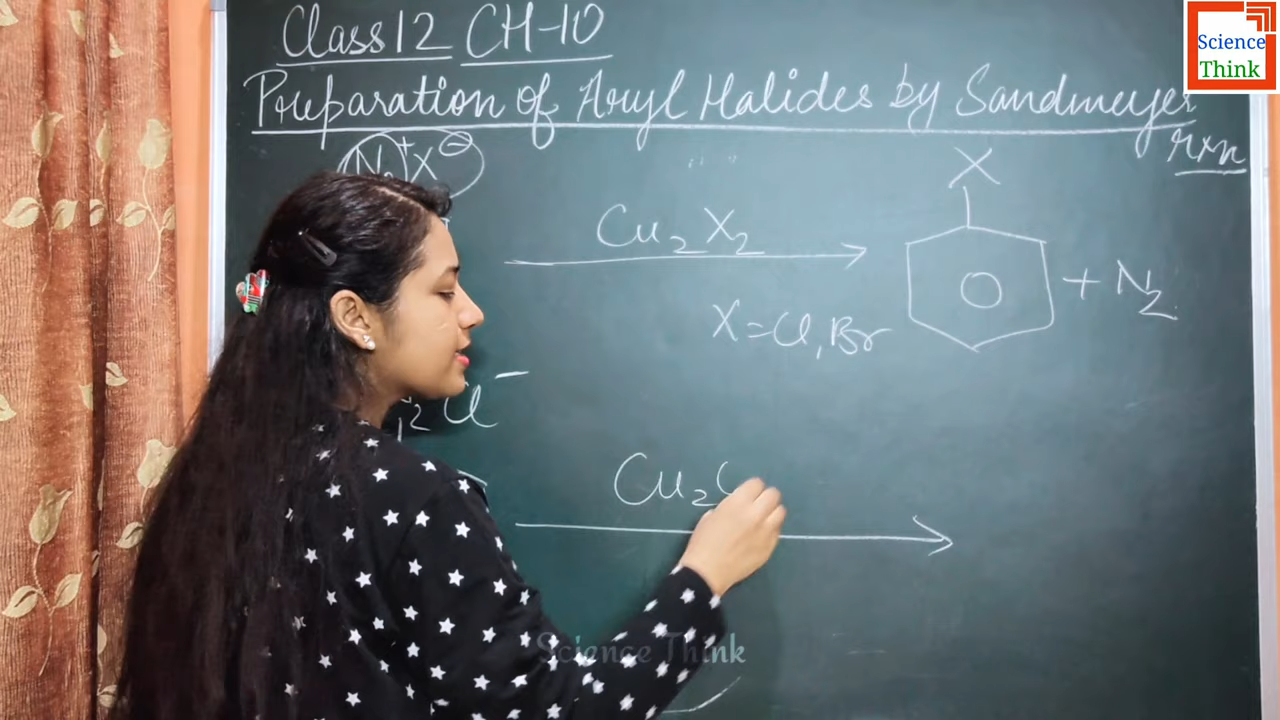 Class 12 CH-10
Science
Think
Preparation of Aryl Halides by Sandmeyer
rxn
N₂⁺X⊖
X
Cu₂X₂
+ N₂
X=Cl, Br
₂Cl⁻
Cu₂C
Science Think